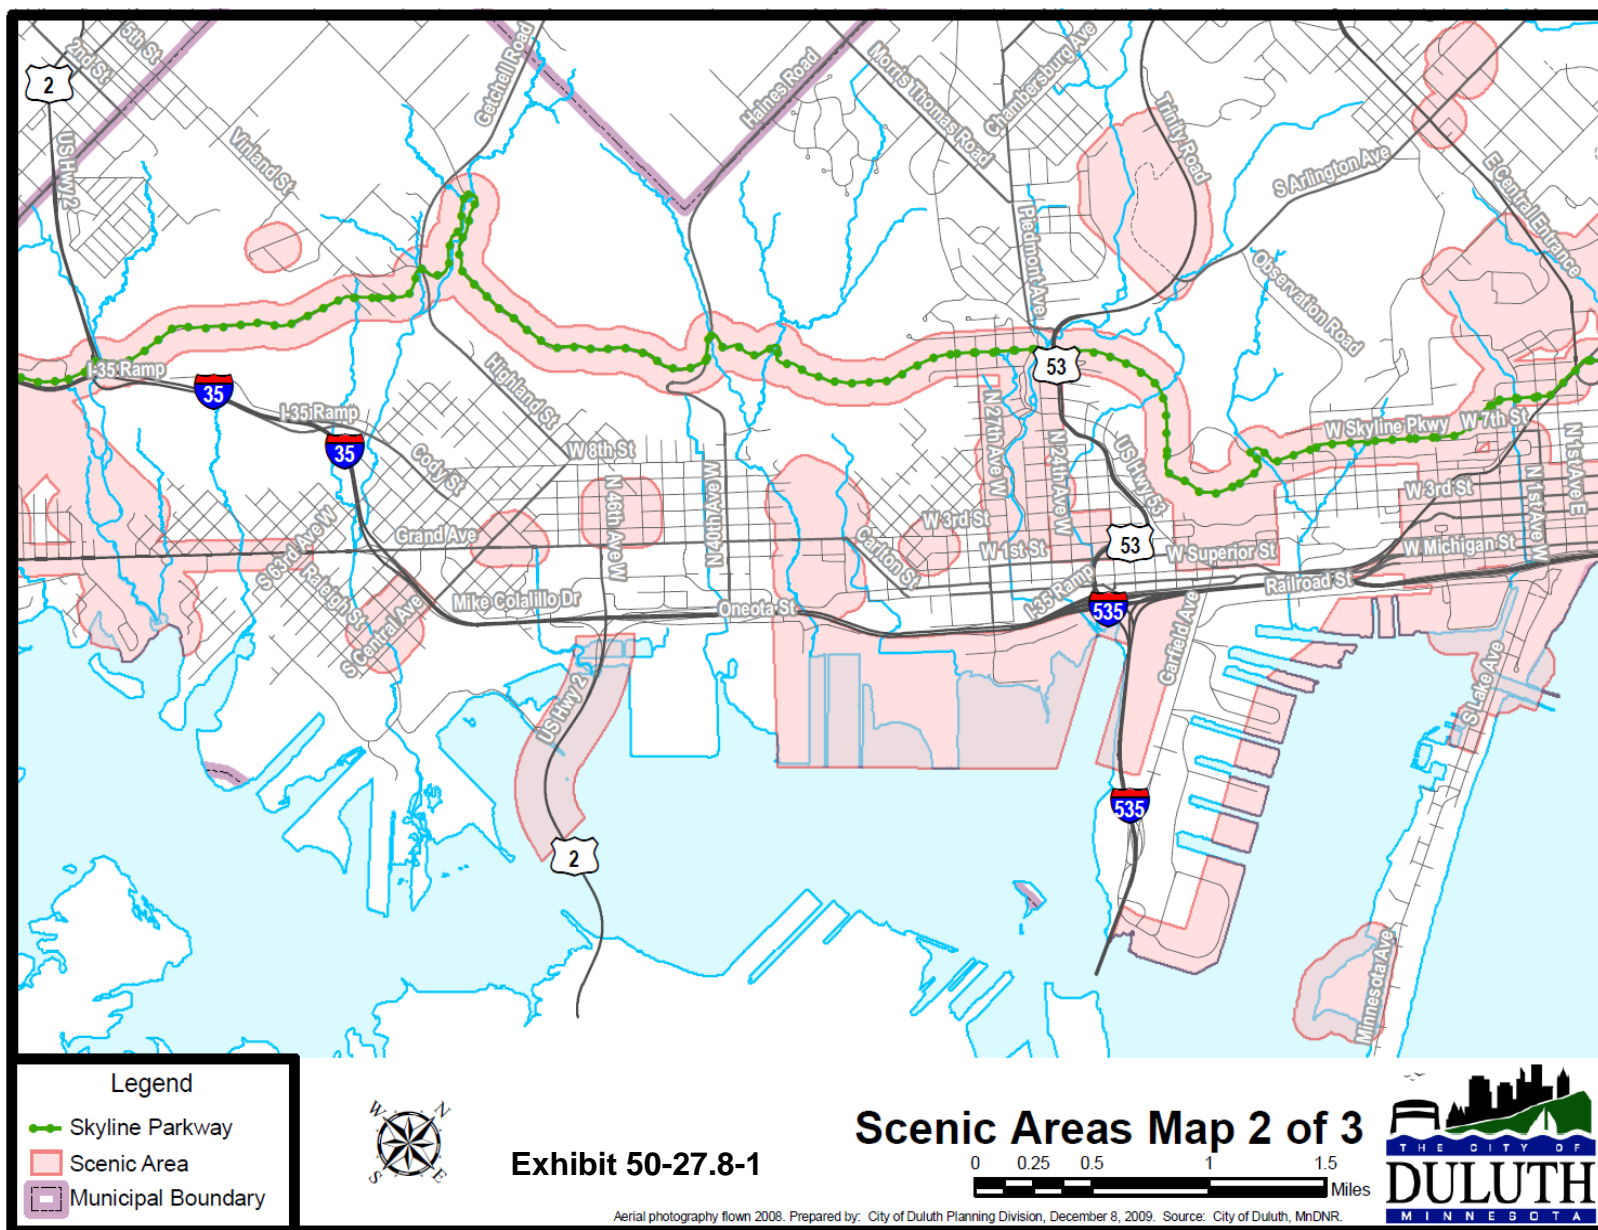 2
US Hwy 2
2nd St
5th St
Vinland St
Getchell Road
Haines Road
Morris Thomas Road
Chambersburg Ave
Trinity Road
Piedmont Ave
S Arlington Ave
E Central Entrance
Observation Road
I-35 Ramp
35
I-35 Ramp
35
Cody St
Highland St
W 8th St
N 46th Ave W
N 40th Ave W
53
N 27th Ave W
N 24th Ave W
US Hwy 53
53
W Skyline Pkwy
W 7th St
N 1st Ave E
N 1st Ave W
W 3rd St
W Michigan St
W Superior St
Railroad St
W 3rd St
W 1st St
Carlton St
I-35 Ramp
535
Garfield Ave
Grand Ave
S 63rd Ave W
Raleigh St
S Central Ave
Mike Colalillo Dr
Oneota St
US Hwy 2
2
535
S Lake Ave
Minnesota Ave
Legend
Skyline Parkway
Scenic Area
Municipal Boundary
W N
S E
Exhibit 50-27.8-1
Scenic Areas Map 2 of 3
0 0.25 0.5 1 1.5
Miles
Aerial photography flown 2008. Prepared by: City of Duluth Planning Division, December 8, 2009. Source: City of Duluth, MnDNR.
THE CITY OF
DULUTH
MINNESOTA